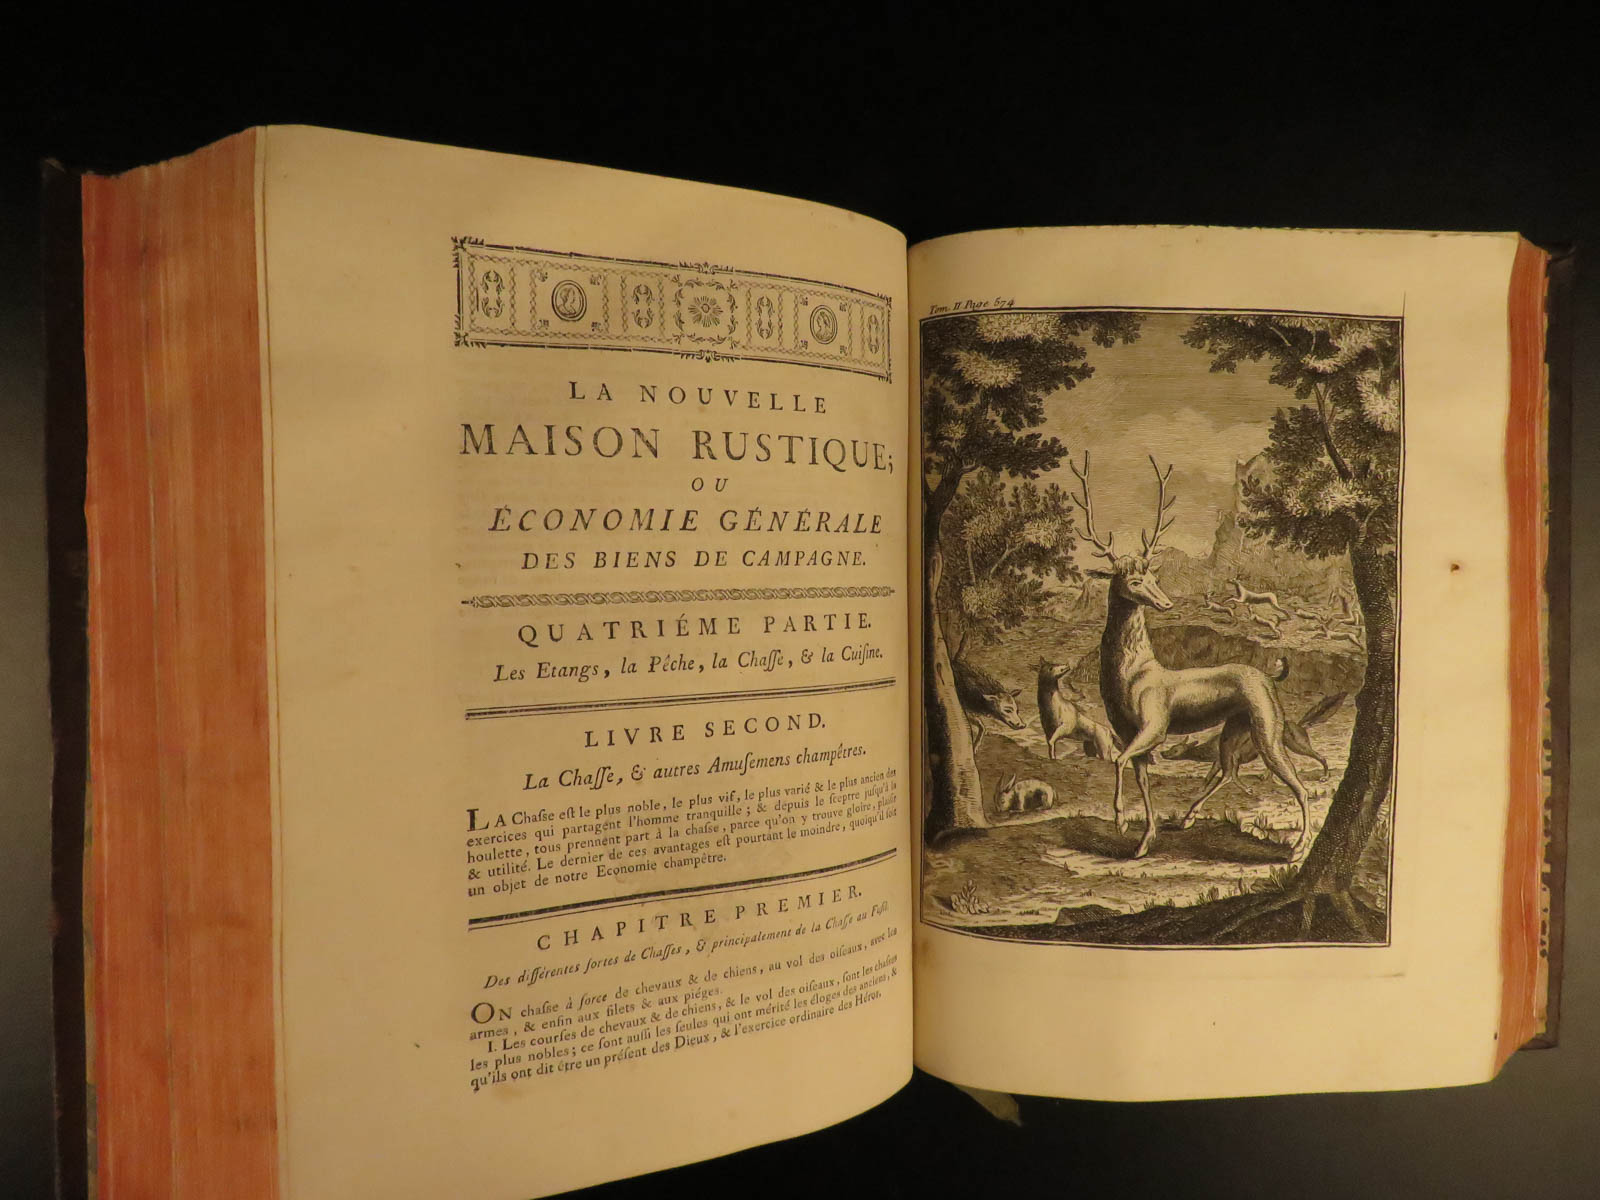 LA NOUVELLE
MAISON RUSTIQUE;
OU
ÉCONOMIE GÉNÉRALE
DES BIENS DE CAMPAGNE.
QUATRIÉME PARTIE.
Les Etangs, la Pêche, la Chaſſe, & la Cuiſine.
LIVRE SECOND.
La Chaſſe, & autres Amuſemens champêtres.
LA Chaſſe eſt le plus noble, le plus vif, le plus varié & le plus ancien des
exercices qui partagent l'homme tranquille; & dépuis le ſceptre juſqu'à la
houlette, tous prennent part à la chaſſe, parce qu'on y trouve gloire, plaiſir
& utilité. Le dernier de ces avantages eſt pourtant le moindre, quoiqu'il ſoit
un objet de notre Economie champêtre.
CHAPITRE PREMIER.
Des différentes ſortes de Chaſſes, & principalement de la Chaſſe au Fuſil.
ON chaſſe à force de chevaux & de chiens, au vol des oiſeaux, avec les
armes, & enfin aux filets & aux piéges.
I. Les courſes de chevaux & de chiens, & le vol des oiſeaux, ſont les chaſſes
les plus nobles; ce ſont auſſi les ſeules qui ont mérité les éloges des anciens, &
qu'ils ont dit être un préſent des Dieux, & l'exercice ordinaire des Héros.
Tom. II. Page 674